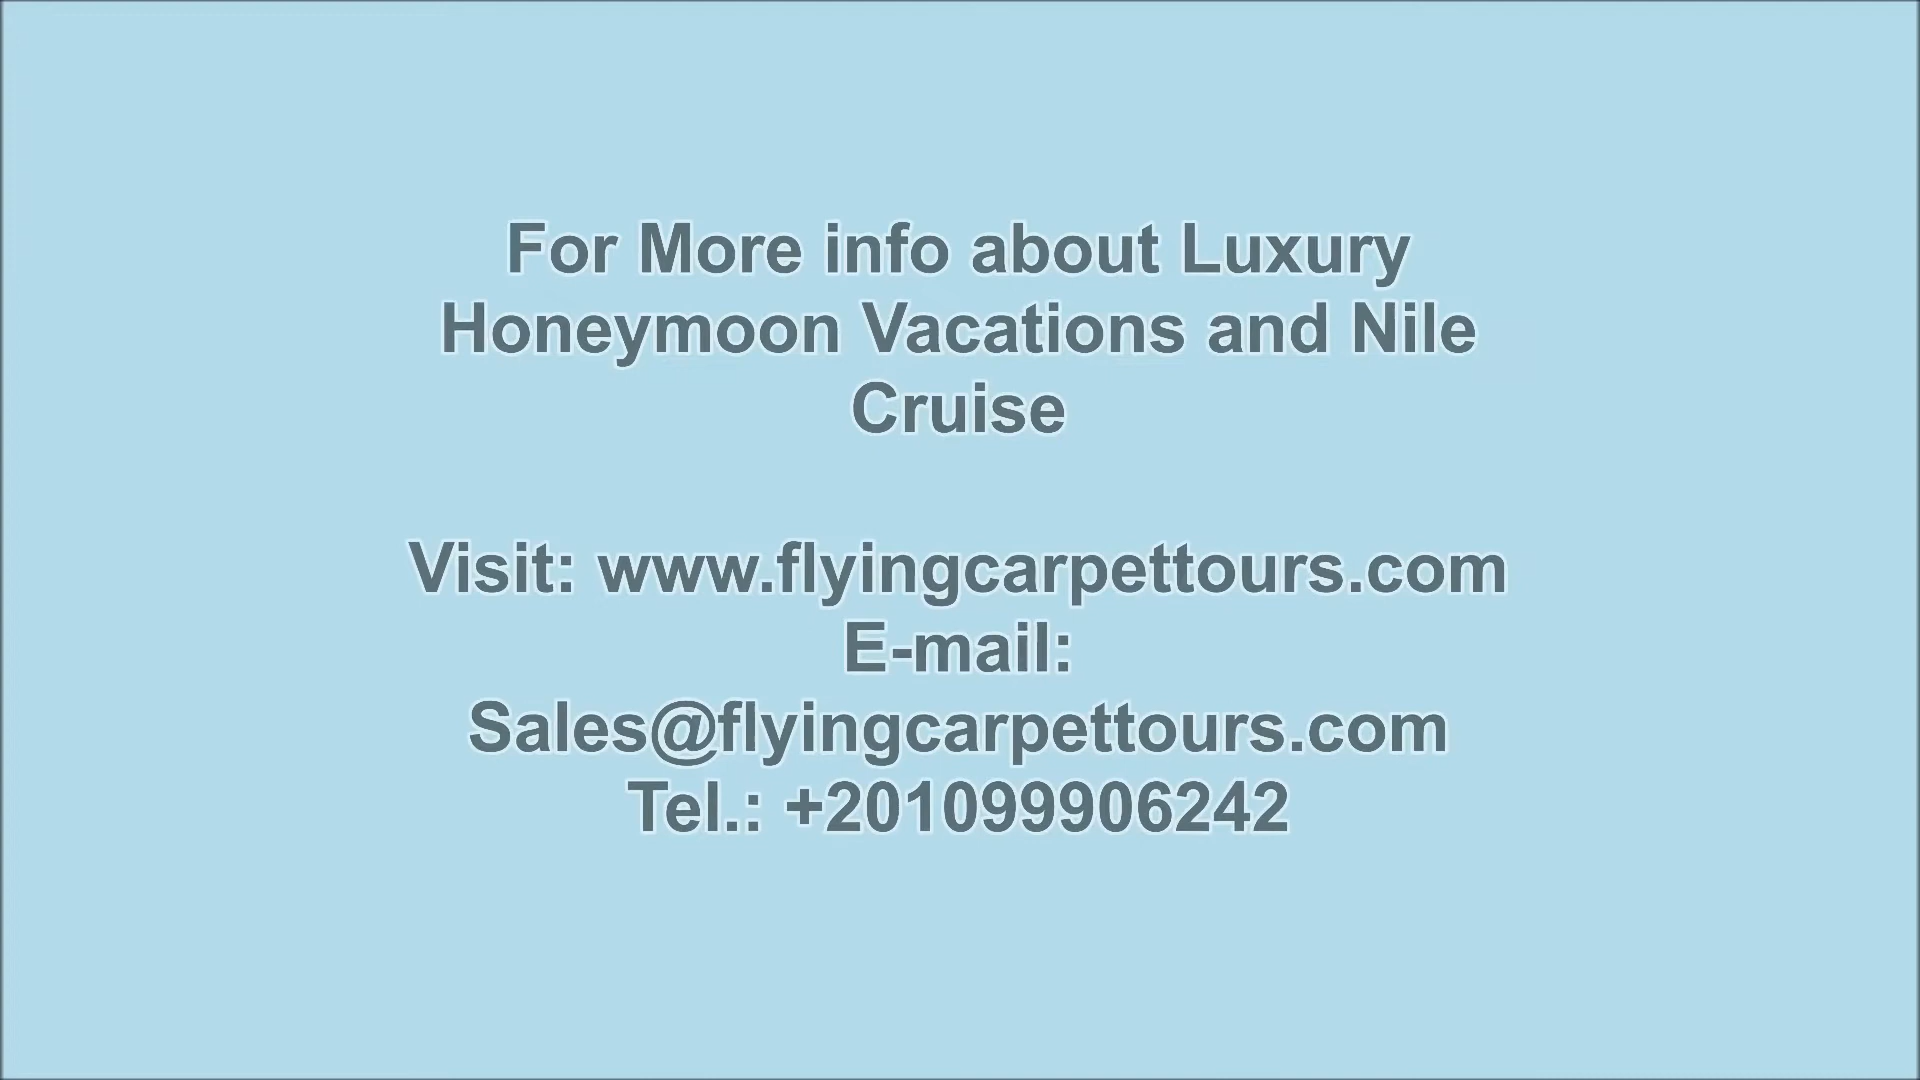 For More info about Luxury
Honeymoon Vacations and Nile
Cruise
Visit: www.flyingcarpettours.com
E-mail:
Sales@flyingcarpettours.com
Tel.: +201099906242